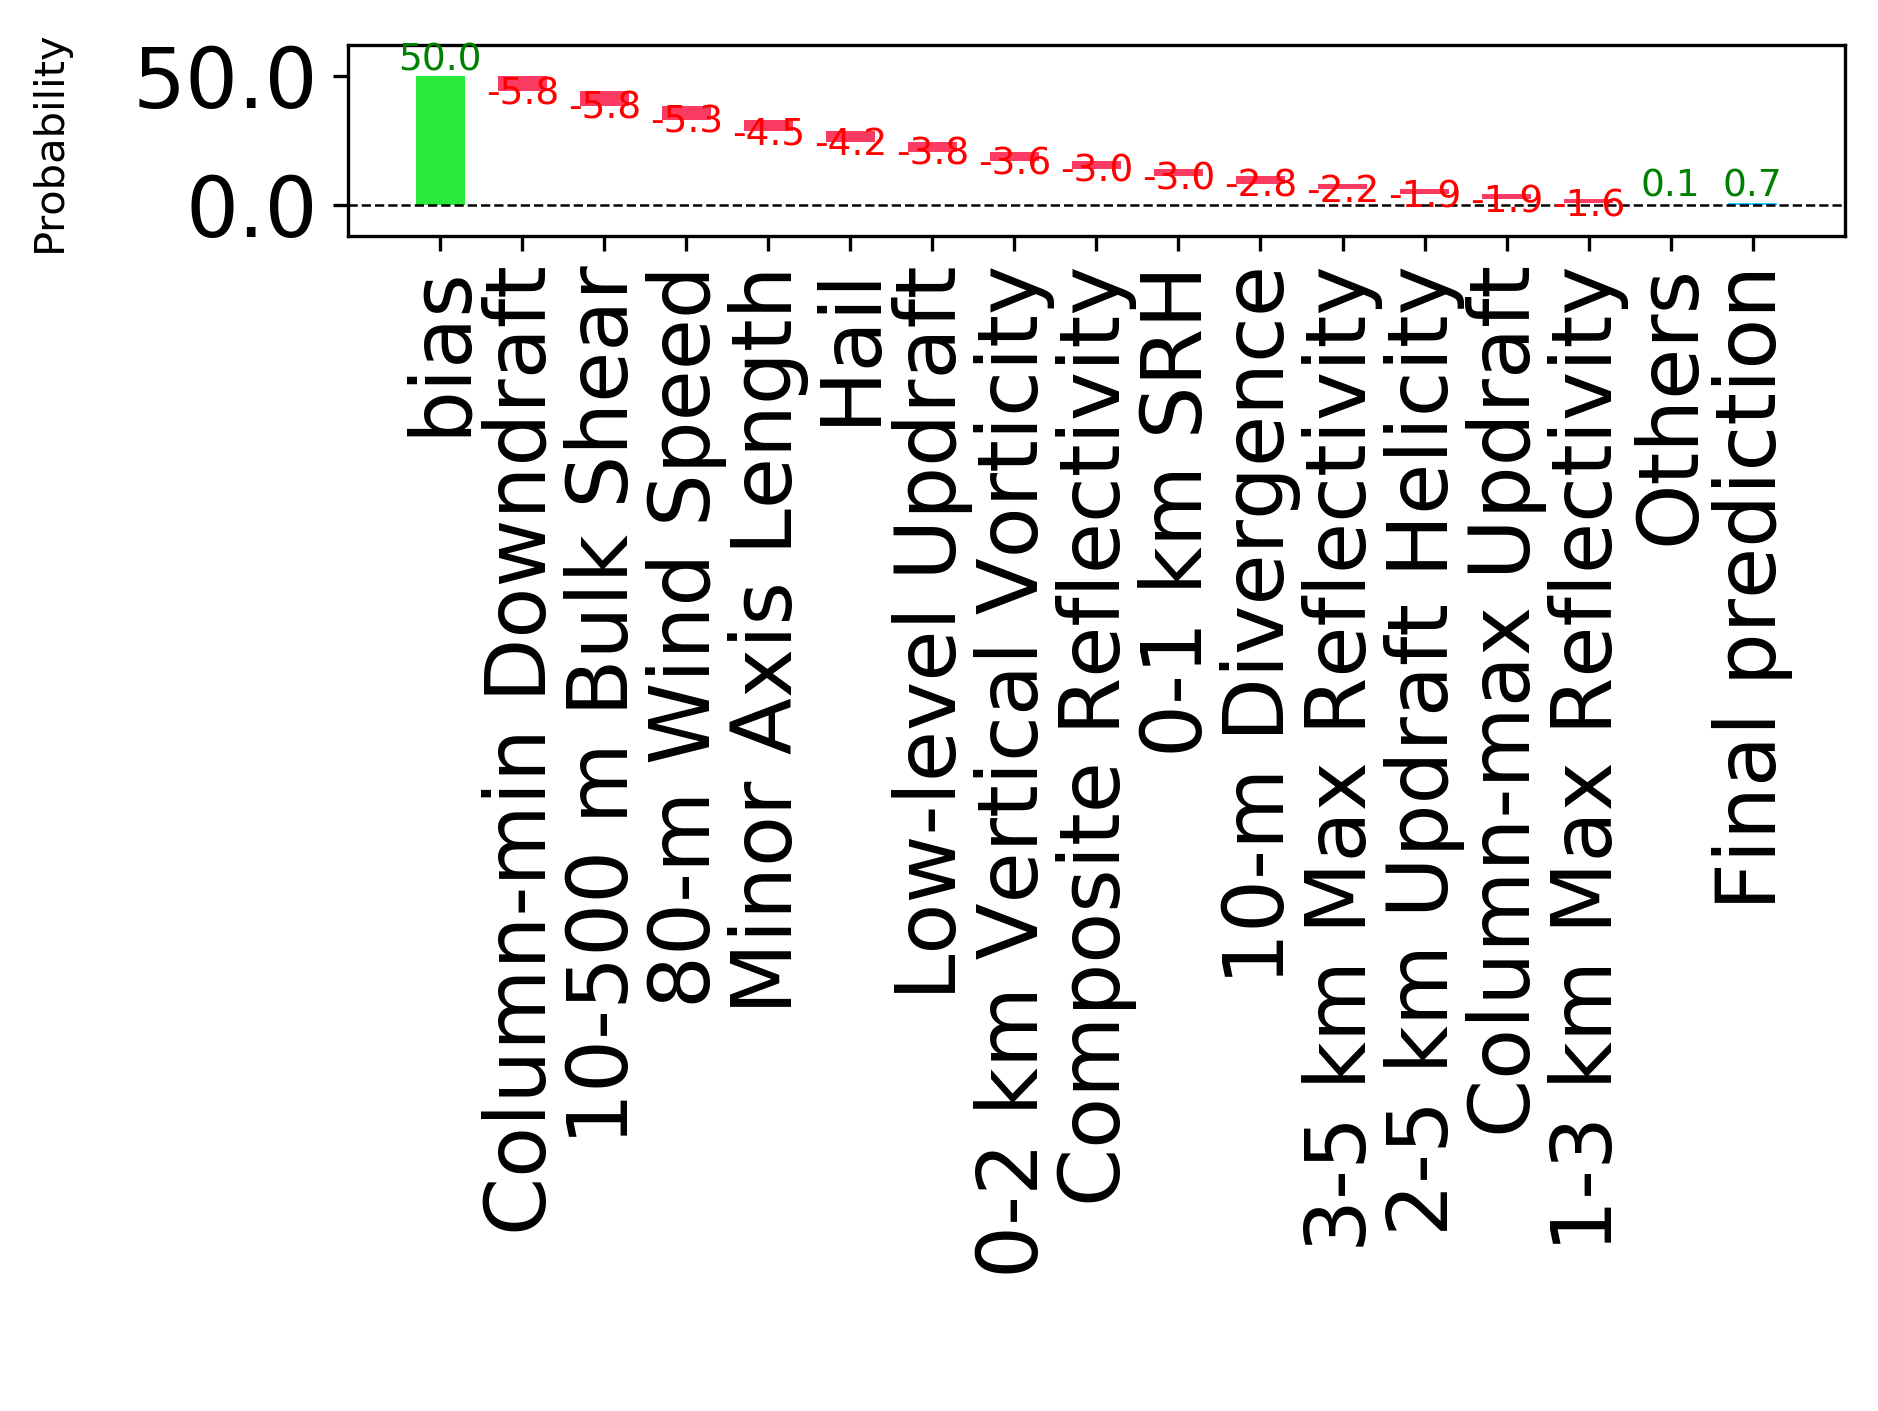 Probability
50.0
0.0
50.0
-5.8
-5.8
-5.3
-4.5
-4.2
-3.8
-3.6
-3.0
-3.0
-2.8
-2.2
-1.9
-1.9
-1.6
0.1
0.7
bias
Column-min Downdraft
10-500 m Bulk Shear
80-m Wind Speed
Minor Axis Length
Hail
Low-level Updraft
0-2 km Vertical Vorticity
Composite Reflectivity
0-1 km SRH
10-m Divergence
3-5 km Max Reflectivity
2-5 km Updraft Helicity
Column-max Updraft
1-3 km Max Reflectivity
Others
Final prediction